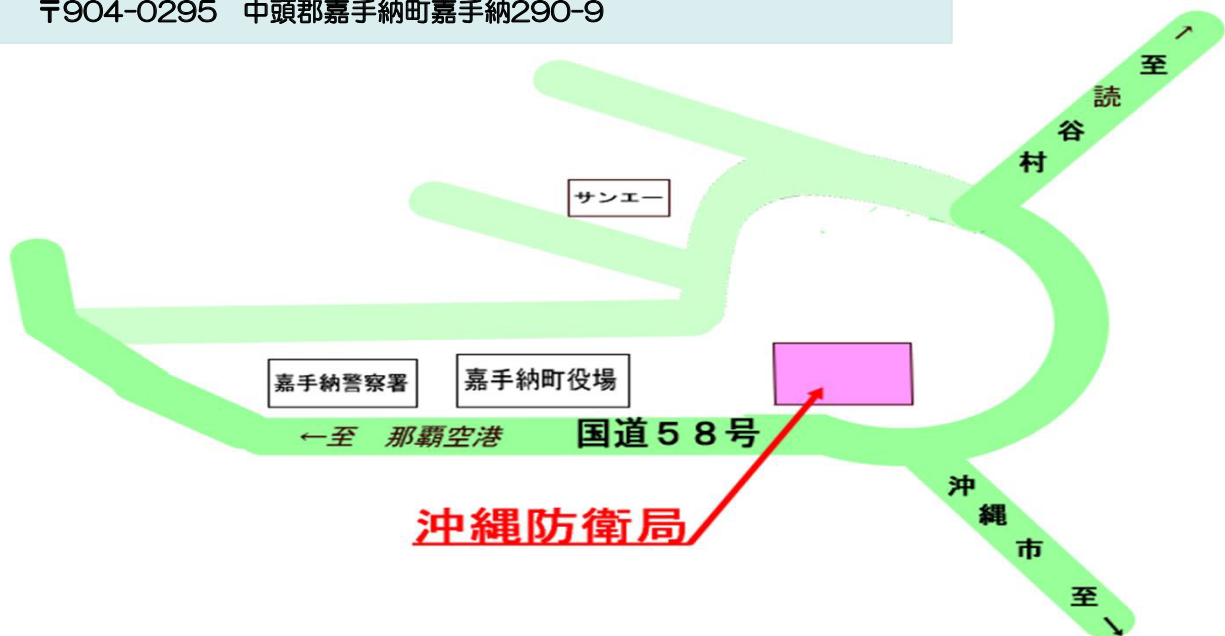 〒904-0295　中頭郡嘉手納町嘉手納290-9
至 読谷村
↗
サンエー
嘉手納警察署
嘉手納町役場
←至　那覇空港
国道５８号
沖縄防衛局
沖縄市 至
↘